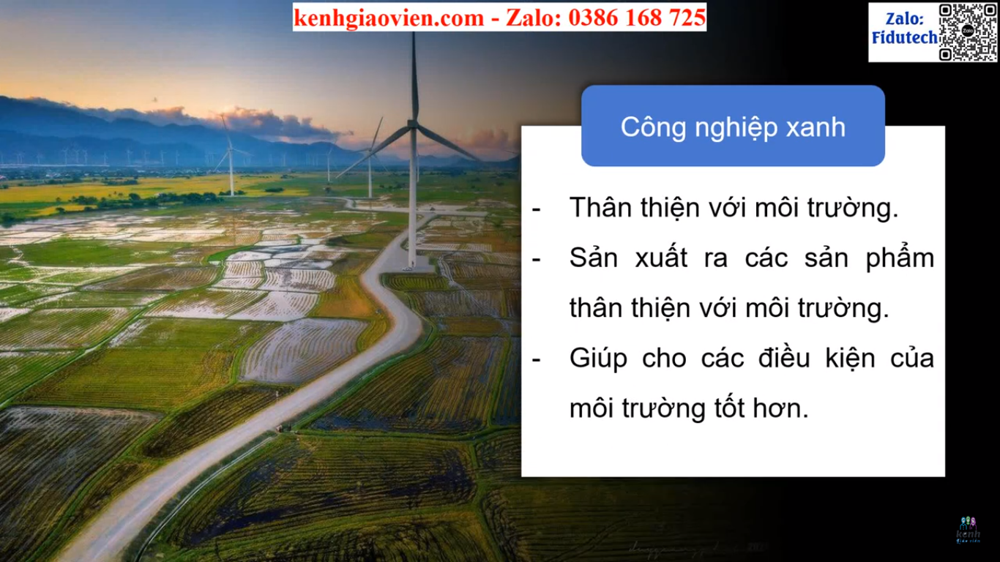 kenhgiaovien.com - Zalo: 0386 168 725
Zalo:
Fidutech
Zalo
Công nghiệp xanh
- Thân thiện với môi trường.
- Sản xuất ra các sản phẩm
thân thiện với môi trường.
- Giúp cho các điều kiện của
môi trường tốt hơn.
kenh